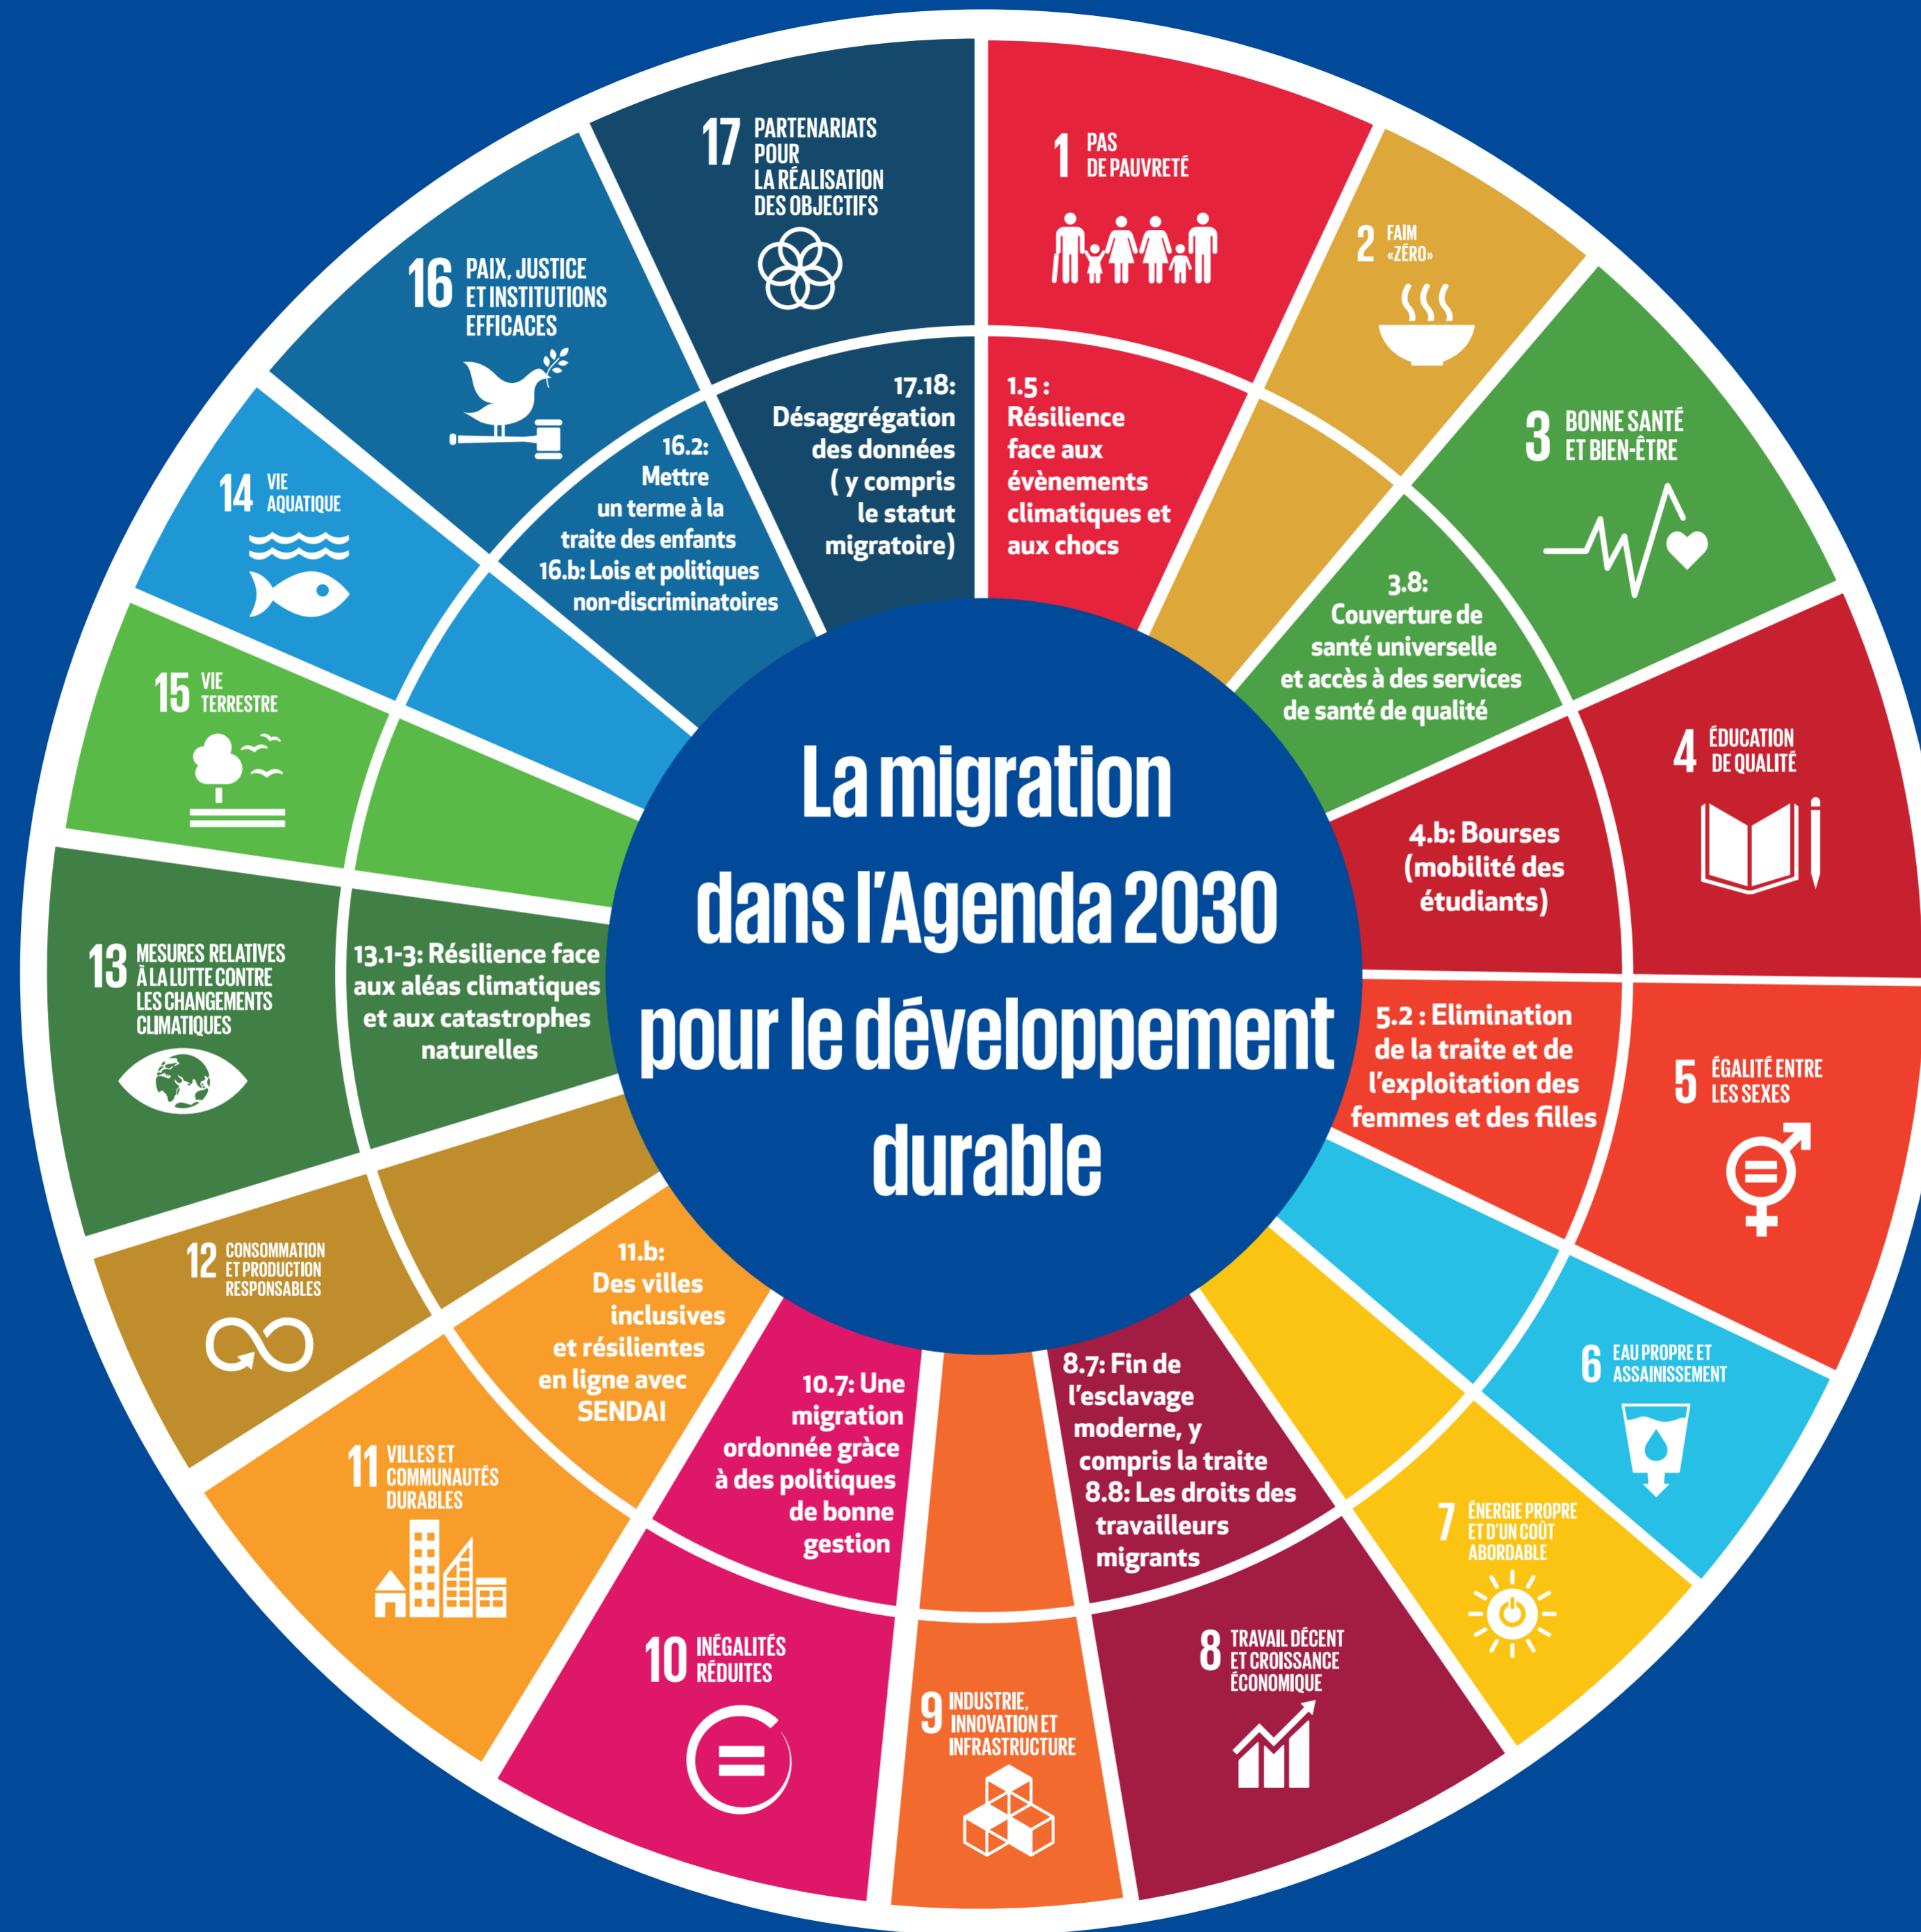 La migration
dans l'Agenda 2030
pour le développement
durable
1 PAS
DE PAUVRETÉ
1.5 :
Résilience
face aux
évènements
climatiques et
aux chocs
2 FAIM
«ZÉRO»
3 BONNE SANTÉ
ET BIEN-ÊTRE
3.8:
Couverture de
santé universelle
et accès à des services
de santé de qualité
4 ÉDUCATION
DE QUALITÉ
4.b: Bourses
(mobilité des
étudiants)
5 ÉGALITÉ ENTRE
LES SEXES
5.2 : Elimination
de la traite et de
l'exploitation des
femmes et des filles
6 EAU PROPRE ET
ASSAINISSEMENT
7 ÉNERGIE PROPRE
ET D'UN COÛT
ABORDABLE
8 TRAVAIL DÉCENT
ET CROISSANCE
ÉCONOMIQUE
8.7: Fin de
l'esclavage
moderne, y
compris la traite
8.8: Les droits des
travailleurs
migrants
9 INDUSTRIE,
INNOVATION ET
INFRASTRUCTURE
10 INÉGALITÉS
RÉDUITES
10.7: Une
migration
ordonnée gràce
à des politiques
de bonne
gestion
11 VILLES ET
COMMUNAUTÉS
DURABLES
11.b:
Des villes
inclusives
et résilientes
en ligne avec
SENDAI
12 CONSOMMATION
ET PRODUCTION
RESPONSABLES
13 MESURES RELATIVES
À LA LUTTE CONTRE
LES CHANGEMENTS
CLIMATIQUES
13.1-3: Résilience face
aux aléas climatiques
et aux catastrophes
naturelles
15 VIE
TERRESTRE
14 VIE
AQUATIQUE
16 PAIX, JUSTICE
ET INSTITUTIONS
EFFICACES
16.2:
Mettre
un terme à la
traite des enfants
16.b: Lois et politiques
non-discriminatoires
17 PARTENARIATS
POUR
LA RÉALISATION
DES OBJECTIFS
17.18:
Désaggrégation
des données
( y compris
le statut
migratoire)